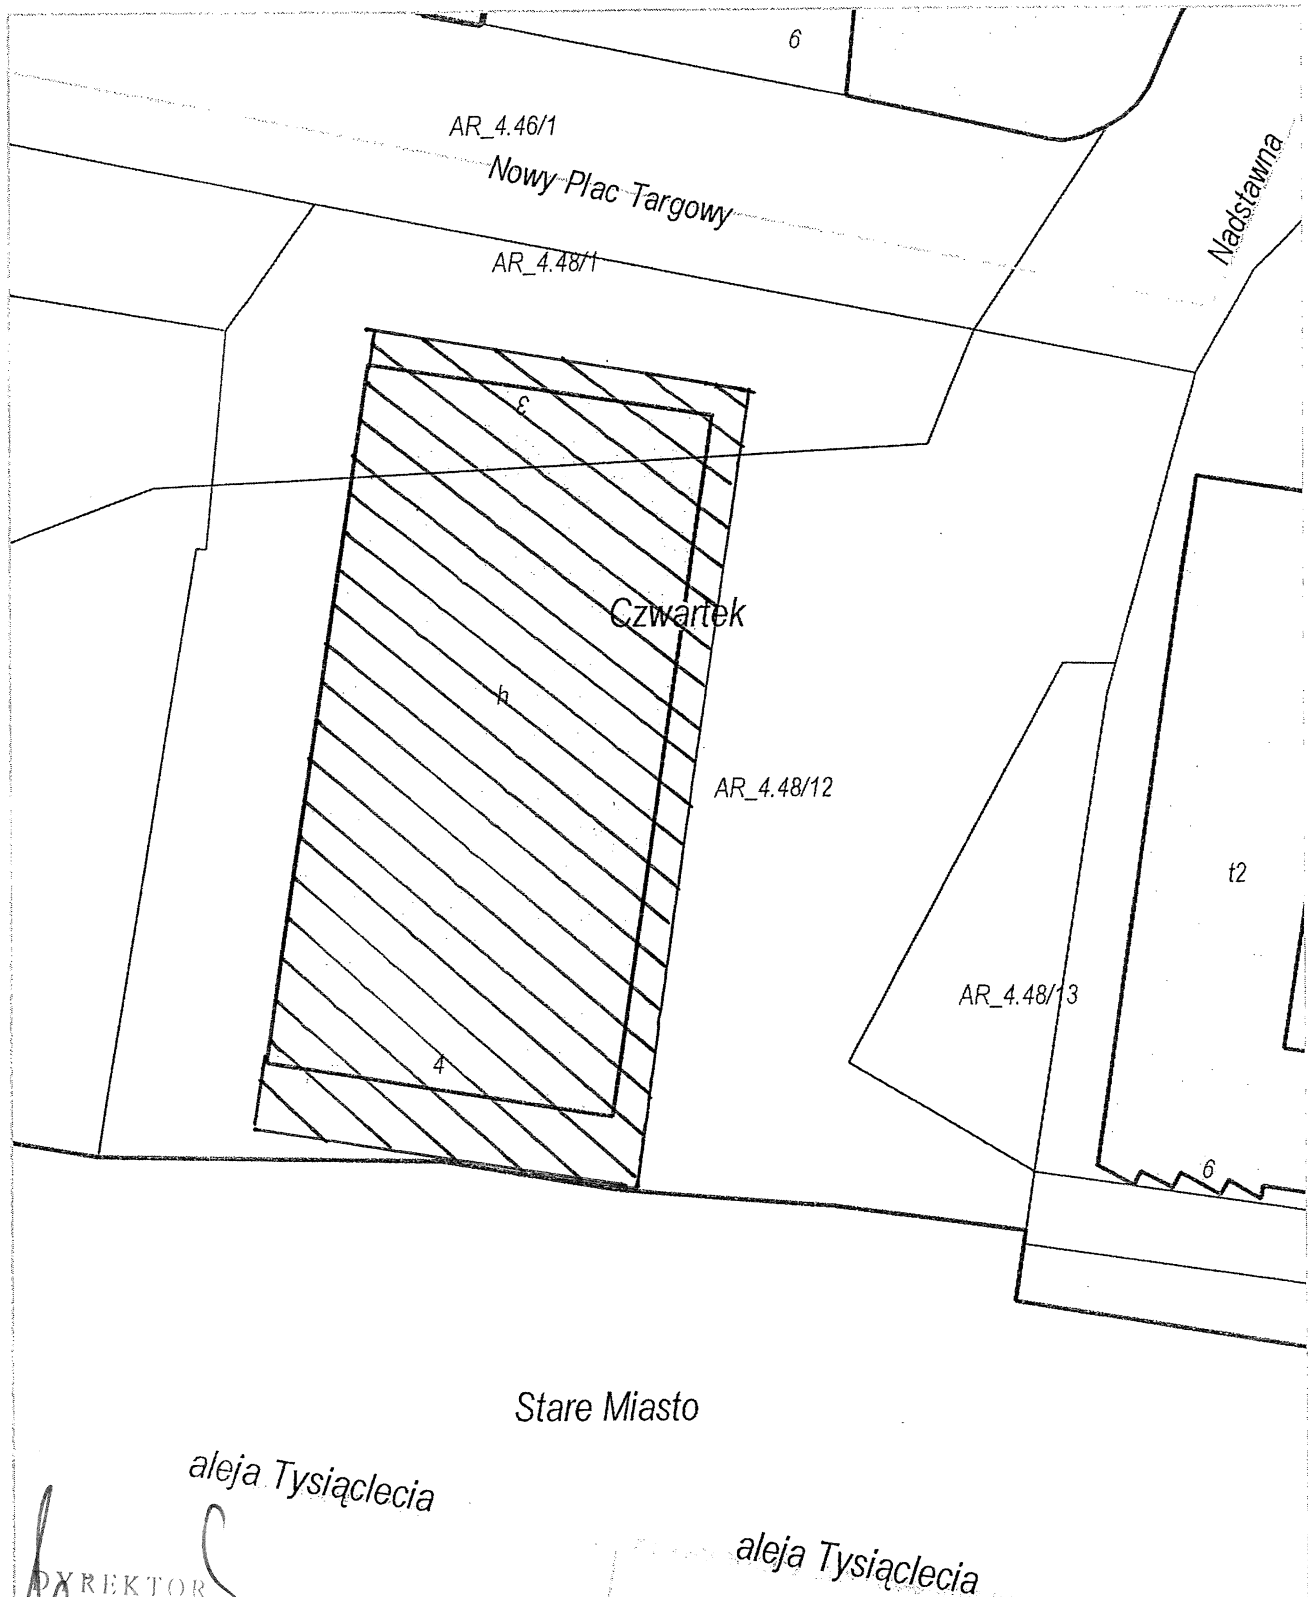 6
AR_4.46/1
Nowy Plac Targowy
Nadstawna
AR_4.48/1
3
Czwartek
h
AR_4.48/12
t2
AR_4.48/13
4
6
Stare Miasto
aleja Tysiąclecia
aleja Tysiąclecia
DYREKTOR